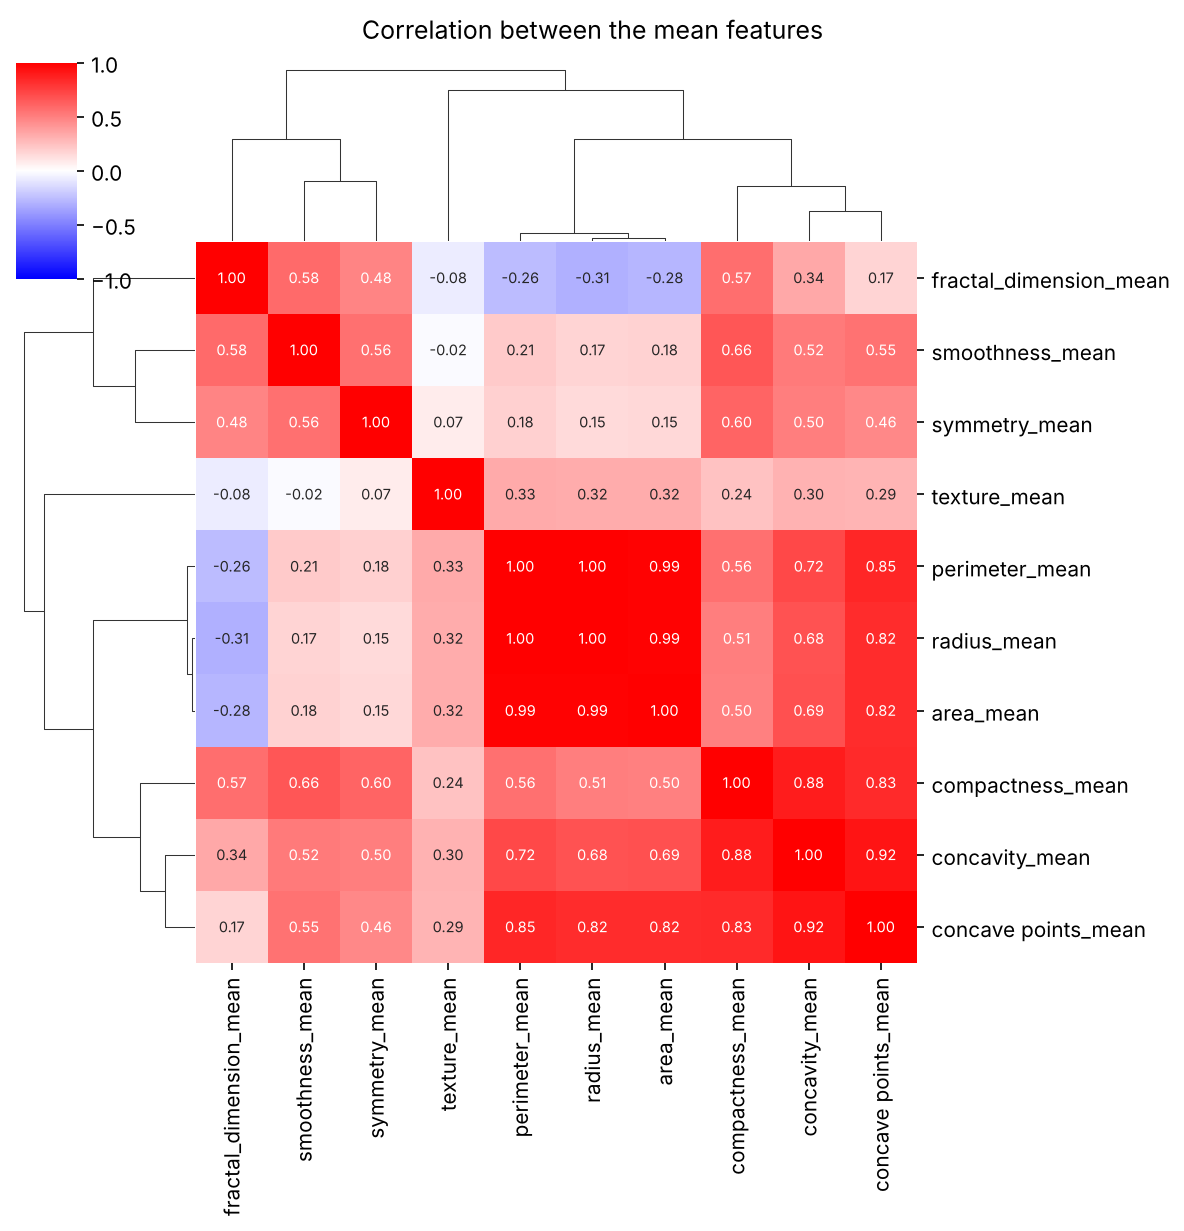 Correlation between the mean features
1.0
0.5
0.0
−0.5
−1.0
1.00 0.58 0.48 -0.08 -0.26 -0.31 -0.28 0.57 0.34 0.17 fractal_dimension_mean
0.58 1.00 0.56 -0.02 0.21 0.17 0.18 0.66 0.52 0.55 smoothness_mean
0.48 0.56 1.00 0.07 0.18 0.15 0.15 0.60 0.50 0.46 symmetry_mean
-0.08 -0.02 0.07 1.00 0.33 0.32 0.32 0.24 0.30 0.29 texture_mean
-0.26 0.21 0.18 0.33 1.00 1.00 0.99 0.56 0.72 0.85 perimeter_mean
-0.31 0.17 0.15 0.32 1.00 1.00 0.99 0.51 0.68 0.82 radius_mean
-0.28 0.18 0.15 0.32 0.99 0.99 1.00 0.50 0.69 0.82 area_mean
0.57 0.66 0.60 0.24 0.56 0.51 0.50 1.00 0.88 0.83 compactness_mean
0.34 0.52 0.50 0.30 0.72 0.68 0.69 0.88 1.00 0.92 concavity_mean
0.17 0.55 0.46 0.29 0.85 0.82 0.82 0.83 0.92 1.00 concave points_mean
fractal_dimension_mean
smoothness_mean
symmetry_mean
texture_mean
perimeter_mean
radius_mean
area_mean
compactness_mean
concavity_mean
concave points_mean